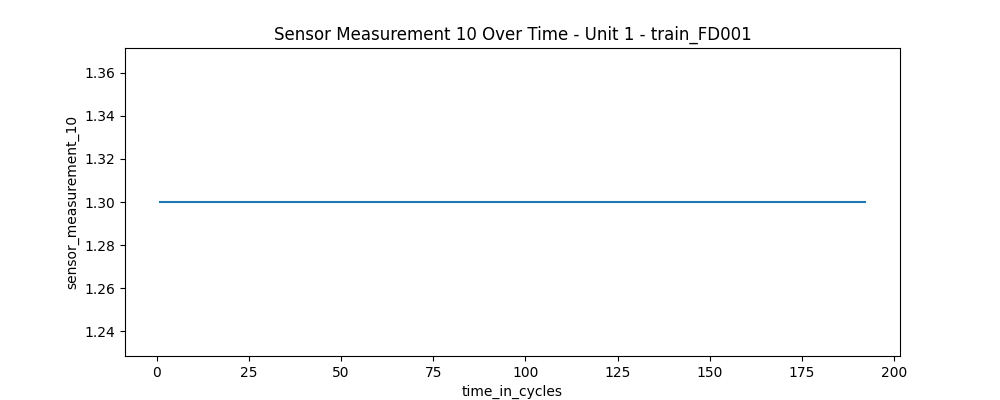 Sensor Measurement 10 Over Time - Unit 1 - train_FD001
1.36
1.34
1.32
1.30
1.28
1.26
1.24
sensor_measurement_10
0 25 50 75 100 125 150 175 200
time_in_cycles